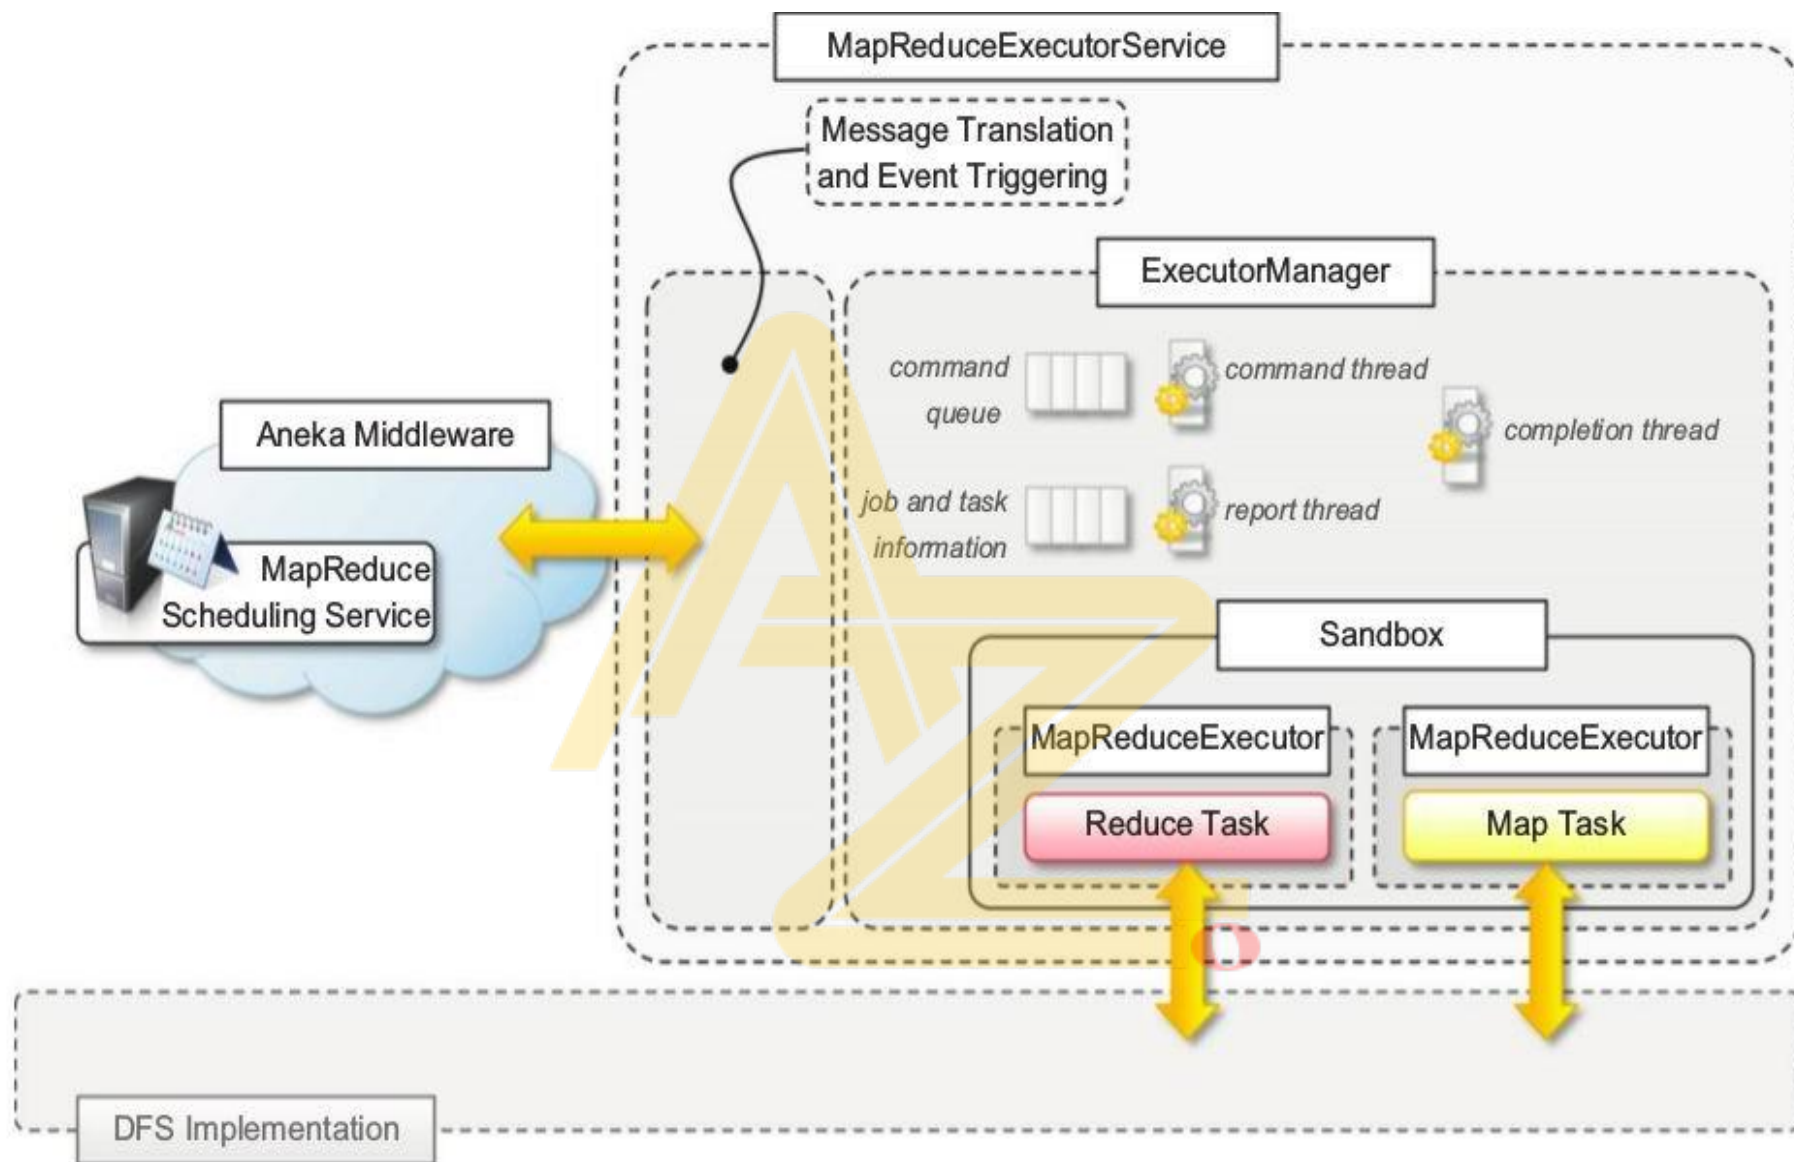 MapReduceExecutorService
Message Translation
and Event Triggering
ExecutorManager
command
queue
command thread
completion thread
job and task
information
report thread
Aneka Middleware
MapReduce
Scheduling Service
Sandbox
MapReduceExecutor
MapReduceExecutor
Reduce Task
Map Task
DFS Implementation